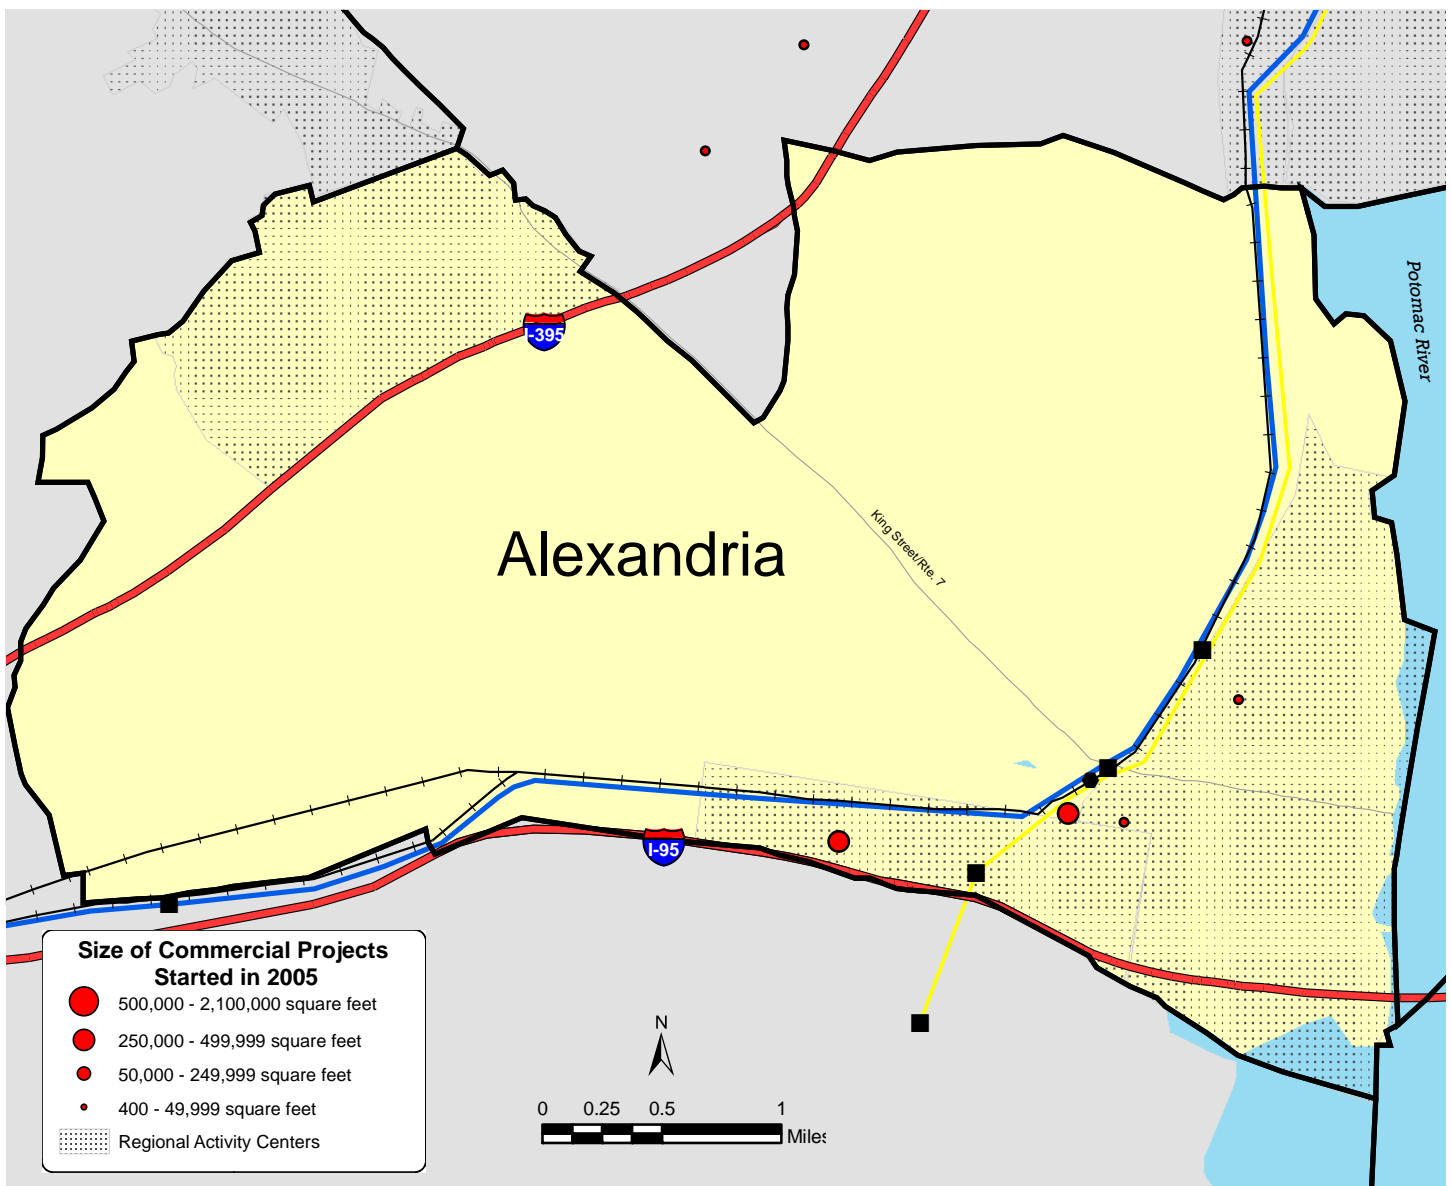 Potomac River
I-395
King Street/Rte. 7
Alexandria
I-95
Size of Commercial Projects
Started in 2005
500,000 - 2,100,000 square feet
250,000 - 499,999 square feet
50,000 - 249,999 square feet
400 - 49,999 square feet
Regional Activity Centers
N
0 0.25 0.5 1
Miles